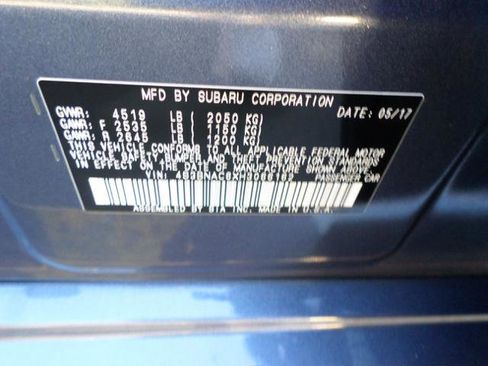 MFD BY SUBARU CORPORATION
DATE: 05/17
GVWR: 4519 LB ( 2050 KG)
GAWR: F 2535 LB ( 1150 KG)
GAWR: R 2645 LB ( 1200 KG)
THIS VEHICLE CONFORMS TO ALL APPLICABLE FEDERAL MOTOR
VEHICLE SAFETY BUMPER AND THEFT PREVENTION STANDARDS
IN EFFECT ON THE DATE OF MANUFACTURE SHOWN ABOVE.
VIN:
PASSENGER CAR
ASSEMBLED BY SIA INC. MADE IN U.S.A.